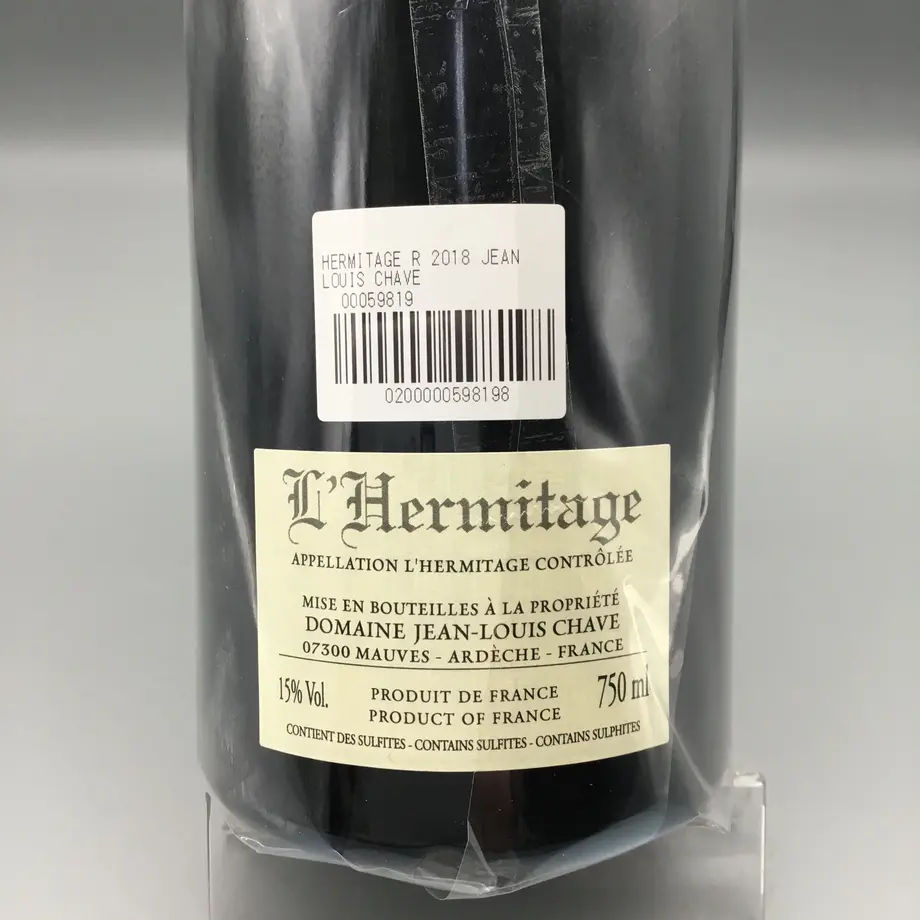 HERMITAGE R 2018 JEAN
LOUIS CHAVE
00059819
0200000598198
L'Hermitage
APPELLATION L'HERMITAGE CONTRÔLÉE
MISE EN BOUTEILLES À LA PROPRIÉTÉ
DOMAINE JEAN-LOUIS CHAVE
07300 MAUVES - ARDÈCHE - FRANCE
15% Vol.
PRODUIT DE FRANCE
750 ml
PRODUCT OF FRANCE
CONTIENT DES SULFITES - CONTAINS SULFITES - CONTAINS SULPHITES